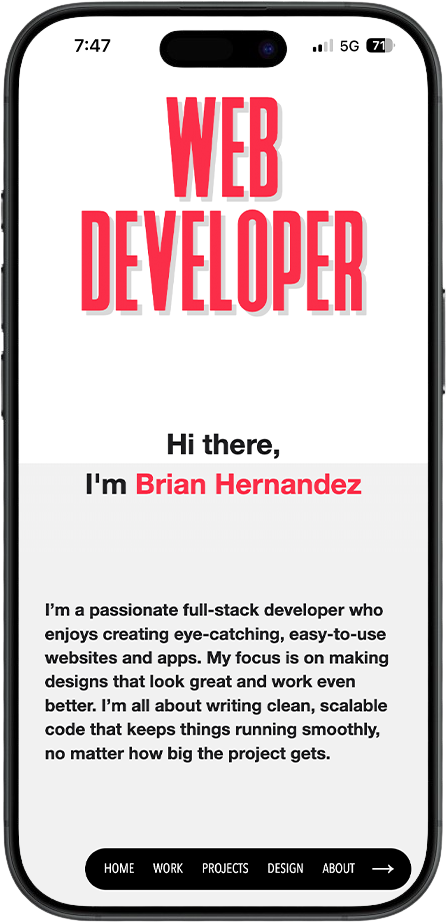 7:47 5G 71
WEB
DEVELOPER
Hi there,
I'm Brian Hernandez
I’m a passionate full-stack developer who
enjoys creating eye-catching, easy-to-use
websites and apps. My focus is on making
designs that look great and work even
better. I’m all about writing clean, scalable
code that keeps things running smoothly,
no matter how big the project gets.
HOME WORK PROJECTS DESIGN ABOUT →